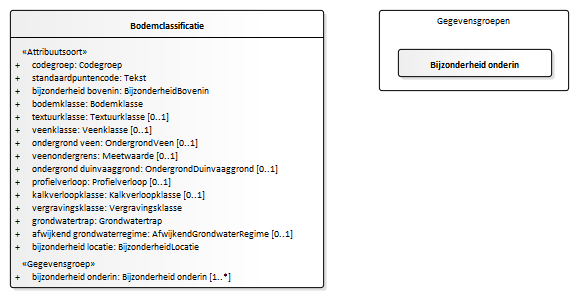 Bodemclassificatie
«Attribuutsoort»
+ codegroep: Codegroep
+ standaardpuntencode: Tekst
+ bijzonderheid bovenin: BijzonderheidBovenin
+ bodemklasse: Bodemklasse
+ textuurklasse: Textuurklasse [0..1]
+ veenklasse: Veenklasse [0..1]
+ ondergrond veen: OndergrondVeen [0..1]
+ veenondergrens: Meetwaarde [0..1]
+ ondergrond duinvaaggrond: OndergrondDuinvaaggrond [0..1]
+ profielverloop: Profielverloop [0..1]
+ kalkverloopklasse: Kalkverloopklasse [0..1]
+ vergravingsklasse: Vergravingsklasse
+ grondwatertrap: Grondwatertrap
+ afwijkend grondwaterregime: AfwijkendGrondwaterRegime [0..1]
+ bijzonderheid locatie: BijzonderheidLocatie
«Gegevensgroep»
+ bijzonderheid onderin: Bijzonderheid onderin [1..*]
Gegevensgroepen
Bijzonderheid onderin